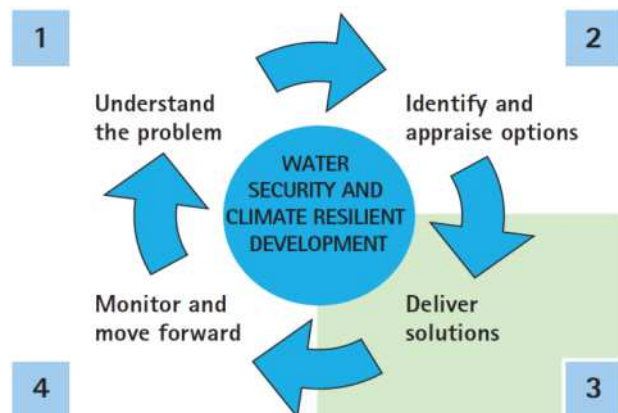 1
2
Understand
the problem
Identify and
appraise options
WATER
SECURITY AND
CLIMATE RESILIENT
DEVELOPMENT
Monitor and
move forward
Deliver
solutions
4
3